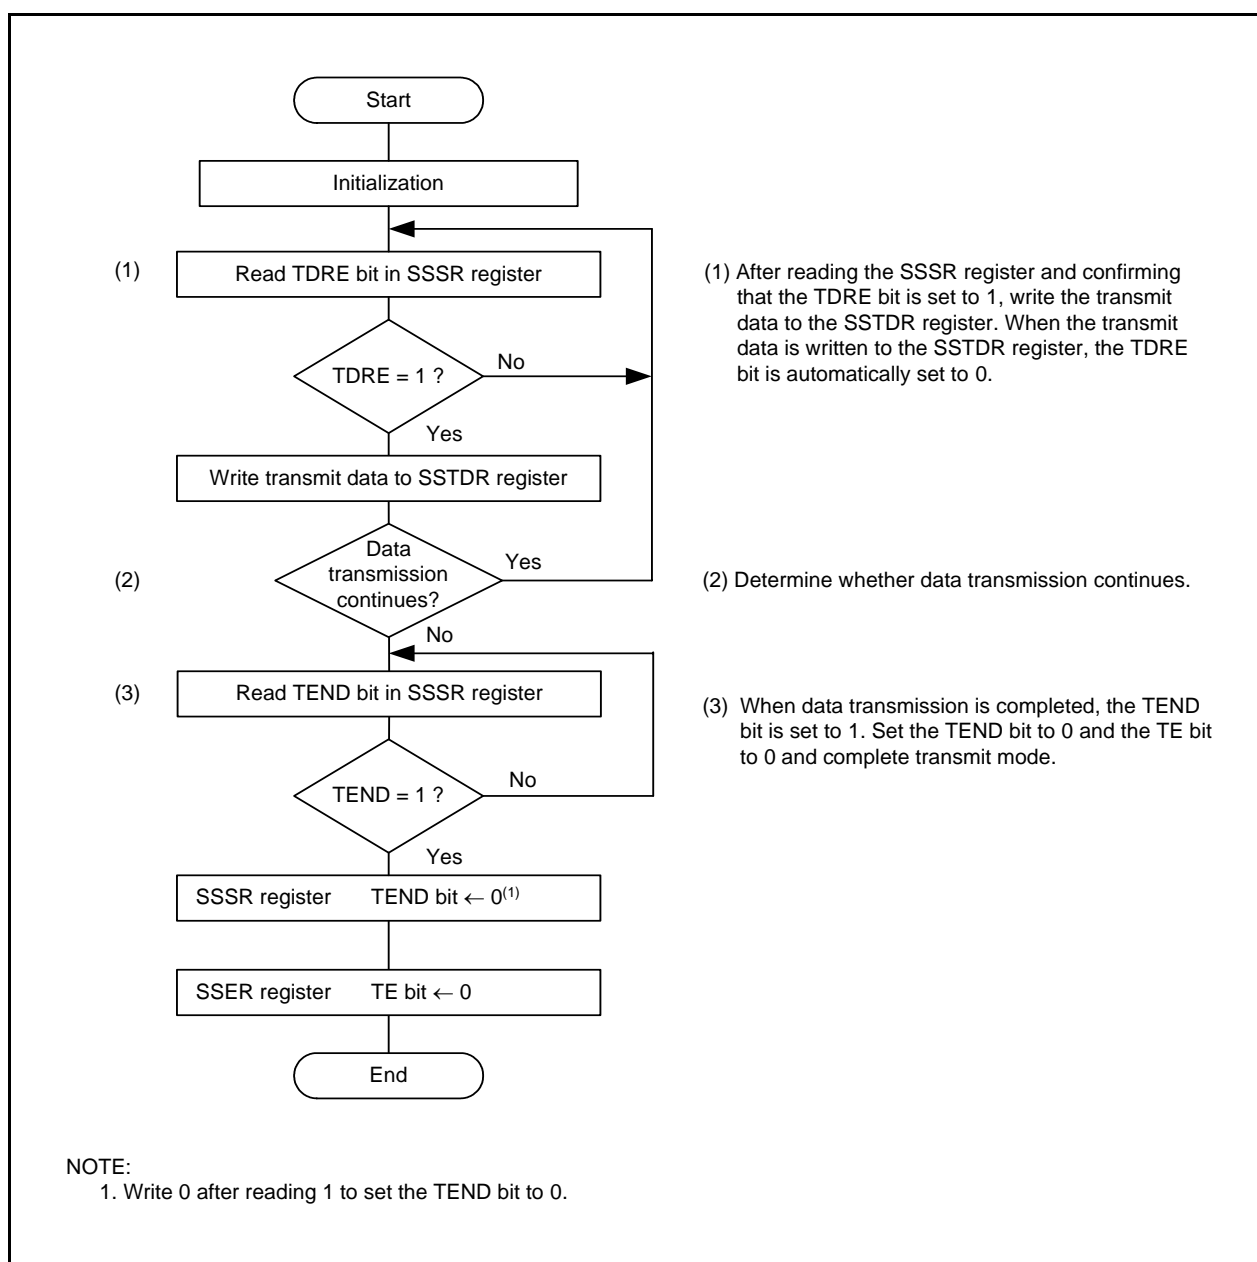 Start
Initialization
(1)
Read TDRE bit in SSSR register
TDRE = 1 ?
No
Yes
Write transmit data to SSTDR register
(2)
Data
transmission
continues?
Yes
No
(3)
Read TEND bit in SSSR register
TEND = 1 ?
No
Yes
SSSR register TEND bit ← 0(1)
SSER register TE bit ← 0
End
(1) After reading the SSSR register and confirming
that the TDRE bit is set to 1, write the transmit
data to the SSTDR register. When the transmit
data is written to the SSTDR register, the TDRE
bit is automatically set to 0.
(2) Determine whether data transmission continues.
(3) When data transmission is completed, the TEND
bit is set to 1. Set the TEND bit to 0 and the TE bit
to 0 and complete transmit mode.
NOTE:
1. Write 0 after reading 1 to set the TEND bit to 0.